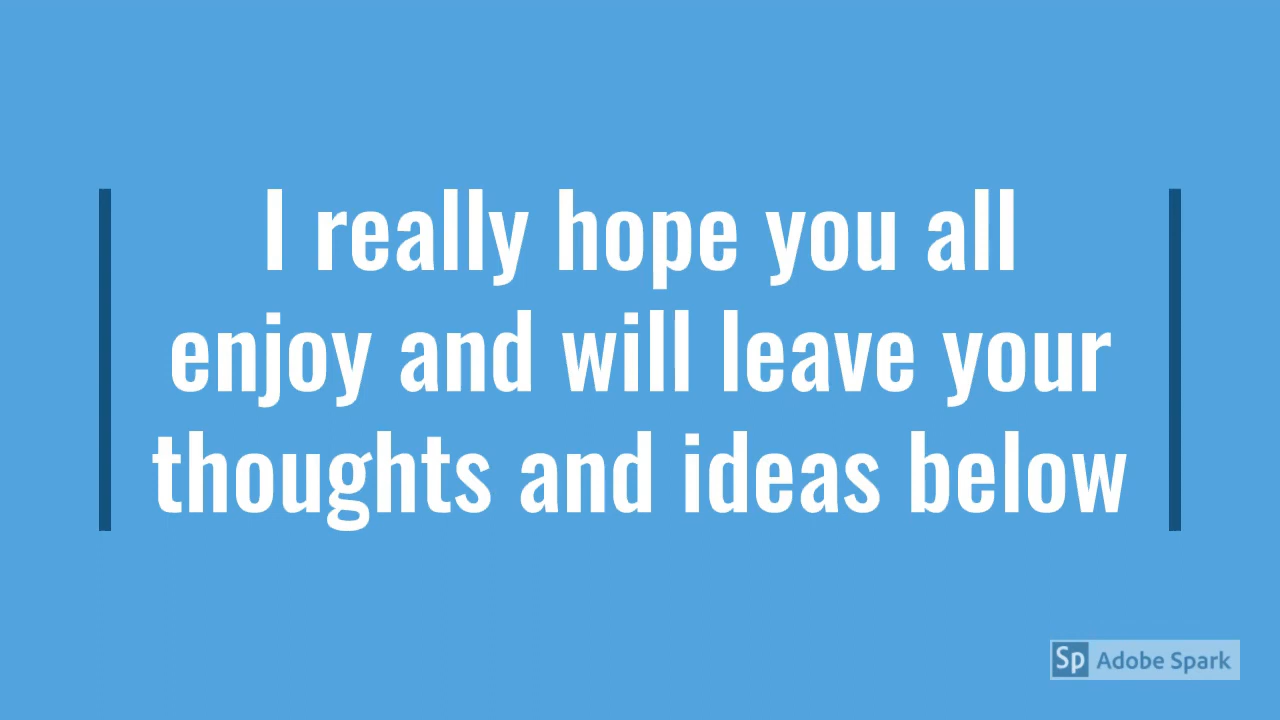 I really hope you all
enjoy and will leave your
thoughts and ideas below
Sp Adobe Spark